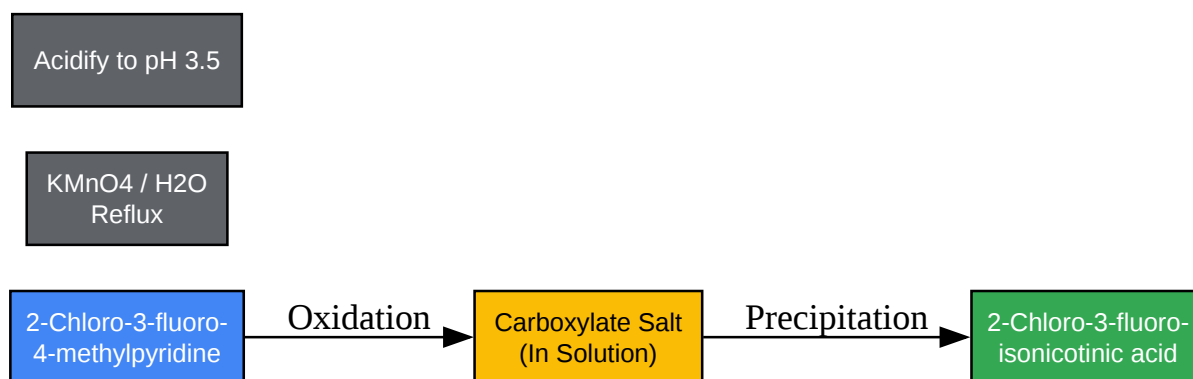 Acidify to pH 3.5
KMnO4 / H2O
Reflux
2-Chloro-3-fluoro-
4-methylpyridine
Oxidation
Carboxylate Salt
(In Solution)
Precipitation
2-Chloro-3-fluoro-
isonicotinic acid